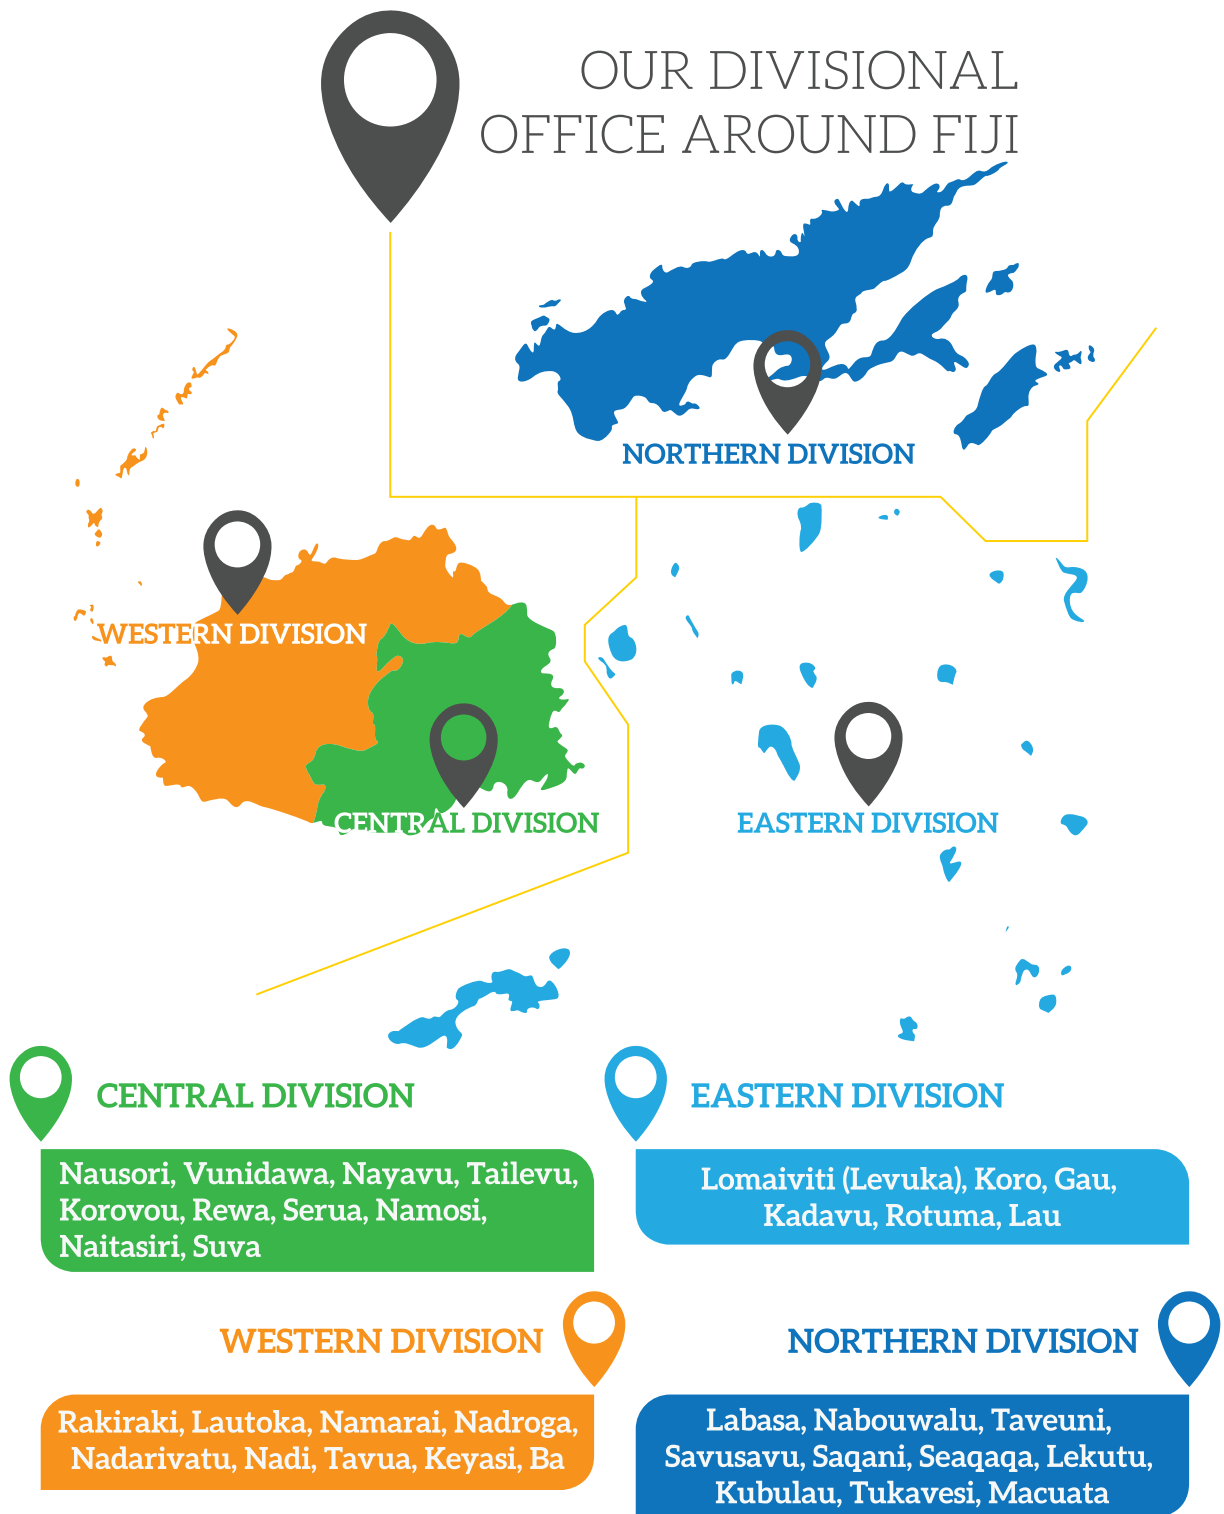 OUR DIVISIONAL
OFFICE AROUND FIJI
NORTHERN DIVISION
WESTERN DIVISION
CENTRAL DIVISION
EASTERN DIVISION
CENTRAL DIVISION
Nausori, Vunidawa, Nayavu, Tailevu,
Korovou, Rewa, Serua, Namosi,
Naitasiri, Suva
EASTERN DIVISION
Lomaiviti (Levuka), Koro, Gau,
Kadavu, Rotuma, Lau
WESTERN DIVISION
Rakiraki, Lautoka, Namarai, Nadroga,
Nadarivatu, Nadi, Tavua, Keyasi, Ba
NORTHERN DIVISION
Labasa, Nabouwalu, Taveuni,
Savusavu, Saqani, Seaqaqa, Lekutu,
Kubulau, Tukavesi, Macuata